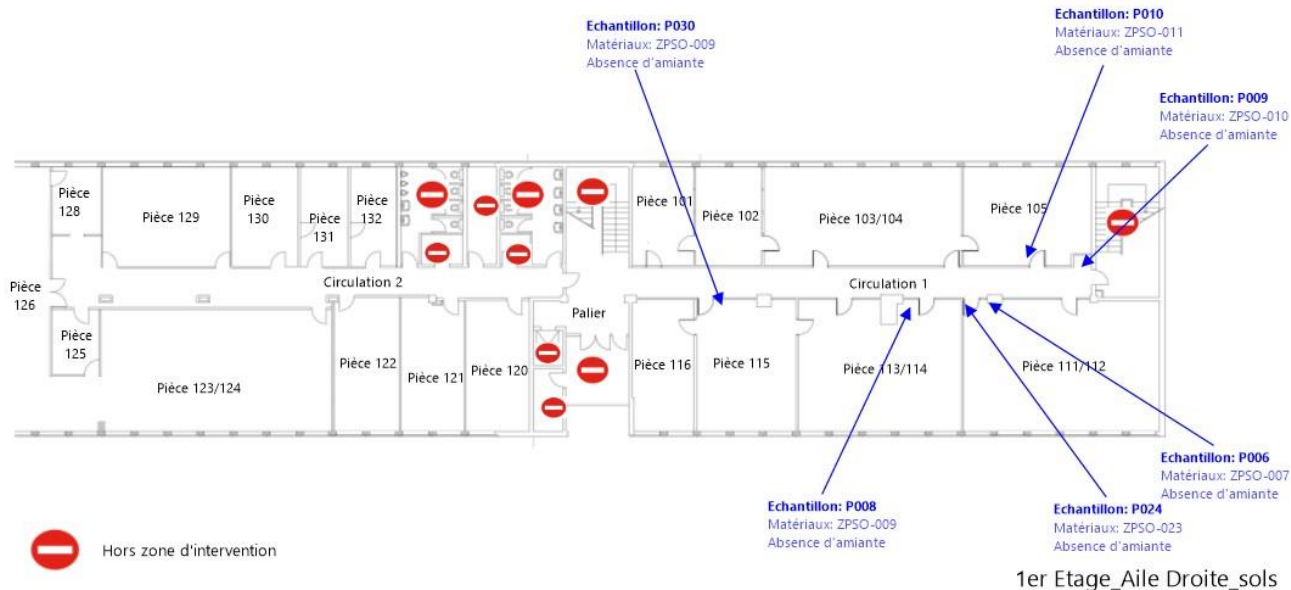 Echantillon: P030
Matériaux: ZPSO-009
Absence d'amiante
Echantillon: P010
Matériaux: ZPSO-011
Absence d'amiante
Echantillon: P009
Matériaux: ZPSO-010
Absence d'amiante
Pièce
128
Pièce 129
Pièce
130
Pièce
131
Pièce
132
Pièce 101
Pièce 102
Pièce 103/104
Pièce 105
Pièce
126
Circulation 2
Circulation 1
Palier
Pièce
125
Pièce 123/124
Pièce 122
Pièce 121
Pièce 120
Pièce 116
Pièce 115
Pièce 113/114
Pièce 111/112
Echantillon: P006
Matériaux: ZPSO-007
Absence d'amiante
Echantillon: P008
Matériaux: ZPSO-009
Absence d'amiante
Echantillon: P024
Matériaux: ZPSO-023
Absence d'amiante
Hors zone d'intervention
1er Etage_Aile Droite_sols